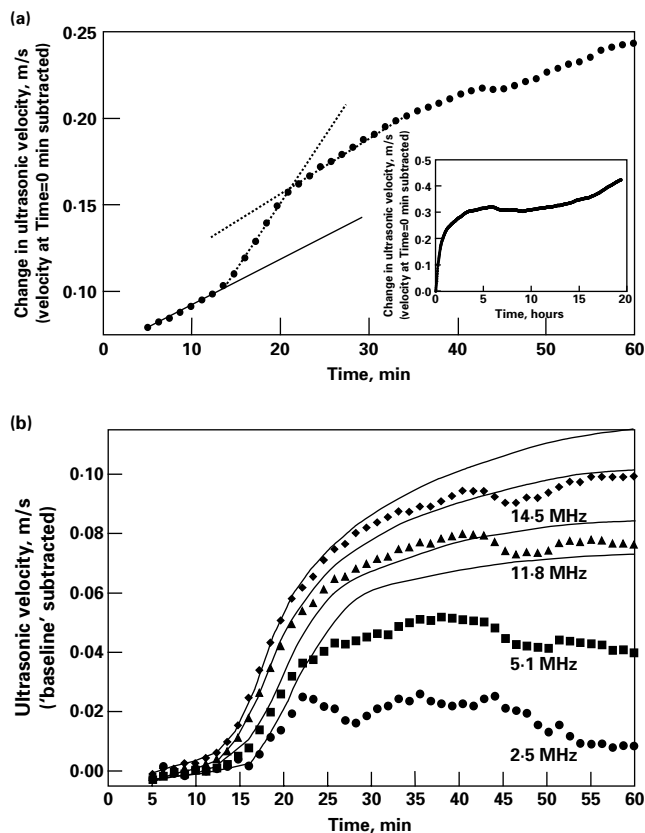 (a)
Change in ultrasonic velocity, m/s
(velocity at Time=0 min subtracted)
0·25
0·20
0·15
0·10
0
10
20
30
40
50
60
Time, min
Change in ultrasonic velocity, m/s
(velocity at Time=0 min subtracted)
0·5
0·4
0·3
0·2
0·1
0·0
0
5
10
15
20
Time, hours
(b)
Ultrasonic velocity, m/s
('baseline' subtracted)
0·10
0·08
0·06
0·04
0·02
0·00
14·5 MHz
11·8 MHz
5·1 MHz
2·5 MHz
0
5
10
15
20
25
30
35
40
45
50
55
60
Time, min